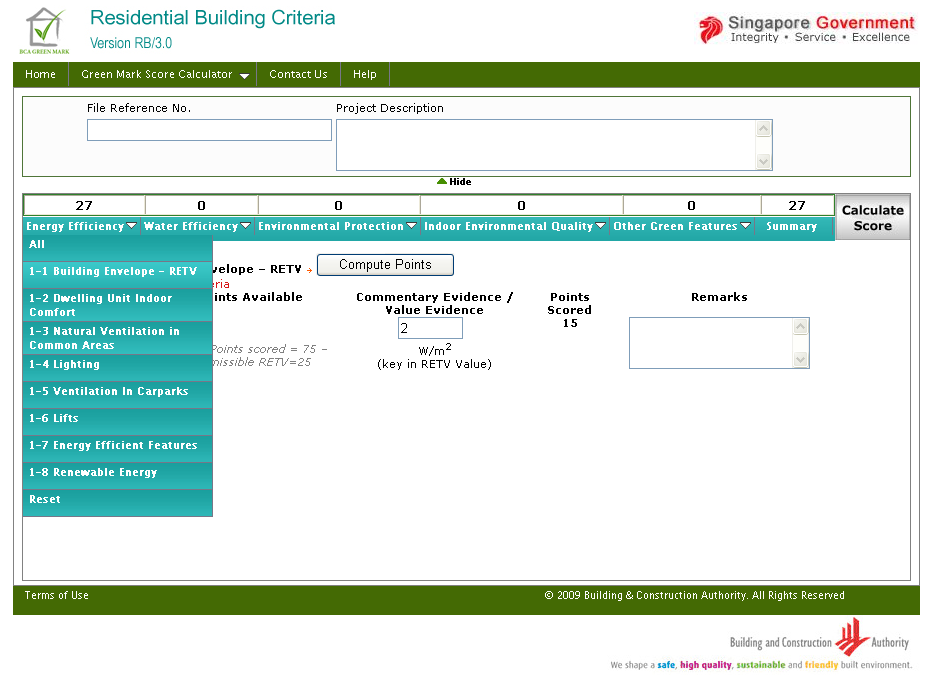 Residential Building Criteria
Version RB/3.0
BCA GREEN MARK
Singapore Government
Integrity • Service • Excellence
Home
Green Mark Score Calculator
Contact Us
Help
File Reference No.
Project Description
Hide
27
0
0
0
0
27
Calculate
Score
Energy Efficiency
Water Efficiency
Environmental Protection
Indoor Environmental Quality
Other Green Features
Summary
All
1-1 Building Envelope - RETV
1-2 Dwelling Unit Indoor
Comfort
1-3 Natural Ventilation in
Common Areas
1-4 Lighting
1-5 Ventilation In Carparks
1-6 Lifts
1-7 Energy Efficient Features
1-8 Renewable Energy
Reset
velope - RETV
Compute Points
eria
ints Available
Commentary Evidence /
Value Evidence
Points
Scored
Remarks
2
15
Points scored = 75 -
missible RETV=25
W/m²
(key in RETV Value)
Terms of Use
© 2009 Building & Construction Authority. All Rights Reserved
Building and Construction Authority
We shape a safe, high quality, sustainable and friendly built environment.